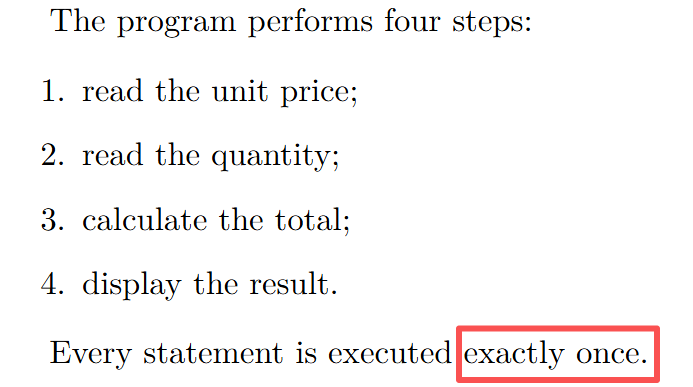 The program performs four steps:
1. read the unit price;
2. read the quantity;
3. calculate the total;
4. display the result.
Every statement is executed exactly once.